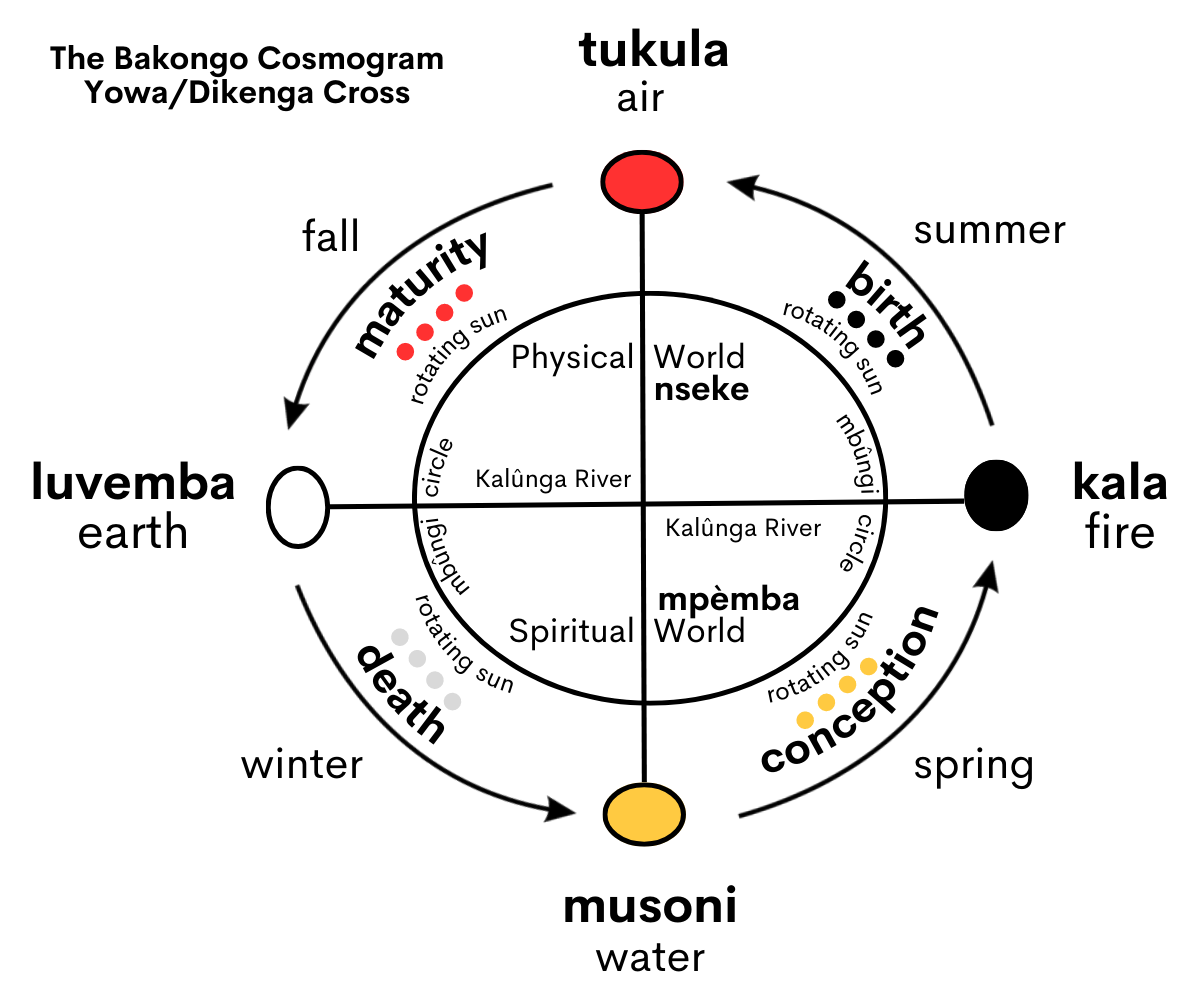 The Bakongo Cosmogram
Yowa/Dikenga Cross
tukula
air
fall
summer
maturity
birth
rotating sun
rotating sun
Physical World
nseke
circle
mbûngi
Kalûnga River
luvemba
earth
kala
fire
Kalûnga River
mbûngi
circle
mpèmba
Spiritual World
rotating sun
rotating sun
death
conception
winter
spring
musoni
water